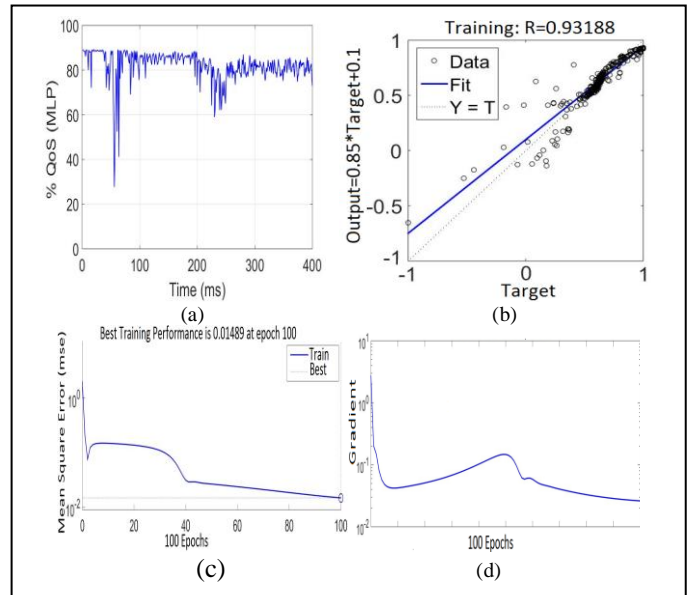 % QoS (MLP)
100
80
60
40
20
0
0 100 200 300 400
Time (ms)
(a)
Training: R=0.93188
Output=0.85*Target+0.1
1
0.5
0
-0.5
-1
Data
Fit
Y = T
-1 0 1
Target
(b)
Best Training Performance is 0.01489 at epoch 100
Mean Square Error (mse)
10^0
10^-2
Train
Best
0 20 40 60 80 100
100 Epochs
(c)
Gradient
10^1
10^0
10^-1
10^-2
100 Epochs
(d)